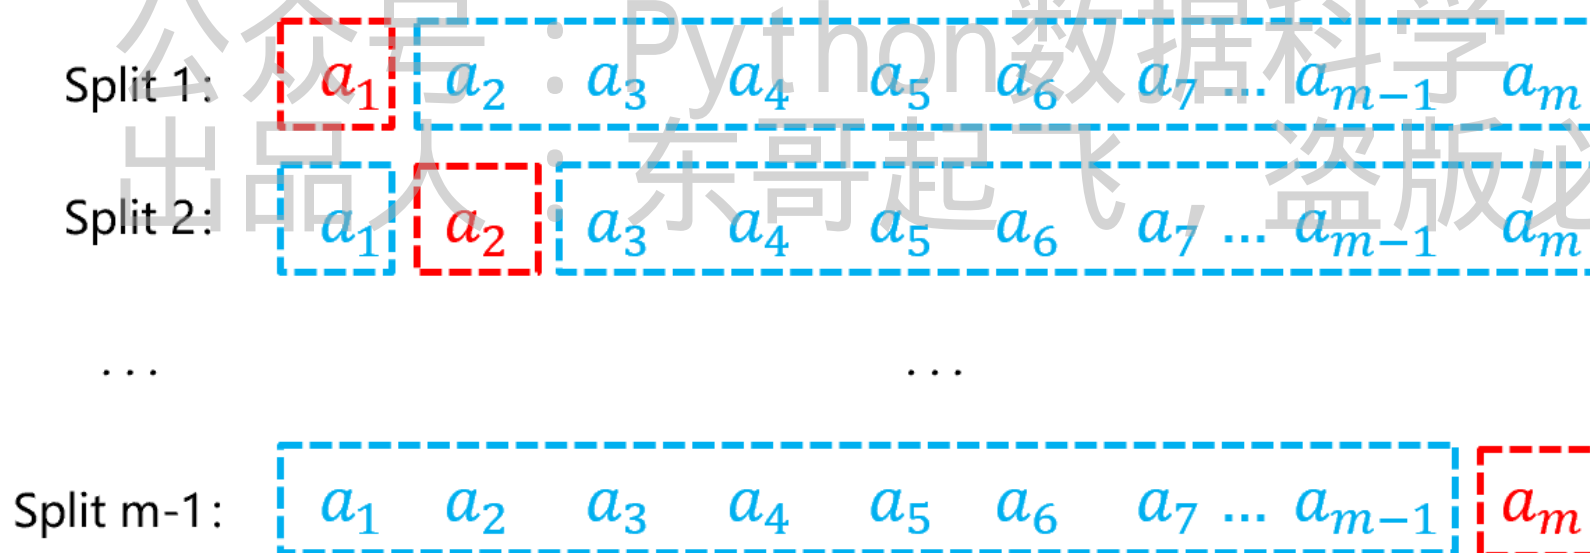 公众号：Python数据科学
Split 1: a₁ a₂ a₃ a₄ a₅ a₆ a₇ ... aₘ₋₁ aₘ
出品人：东哥起飞，盗版必
Split 2: a₁ a₂ a₃ a₄ a₅ a₆ a₇ ... aₘ₋₁ aₘ
... ...
Split m-1: a₁ a₂ a₃ a₄ a₅ a₆ a₇ ... aₘ₋₁ aₘ